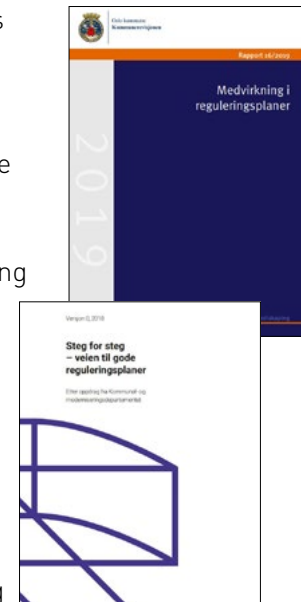 s
Oslo kommune
Kommunerevisjonen
Rapport 16/2019
Medvirkning i
reguleringsplaner
2019
e
ng
Versjon 0, 2018
Steg for steg
– veien til gode
reguleringsplaner
Etter oppdrag fra Kommunal- og
moderniseringsdepartementet
g